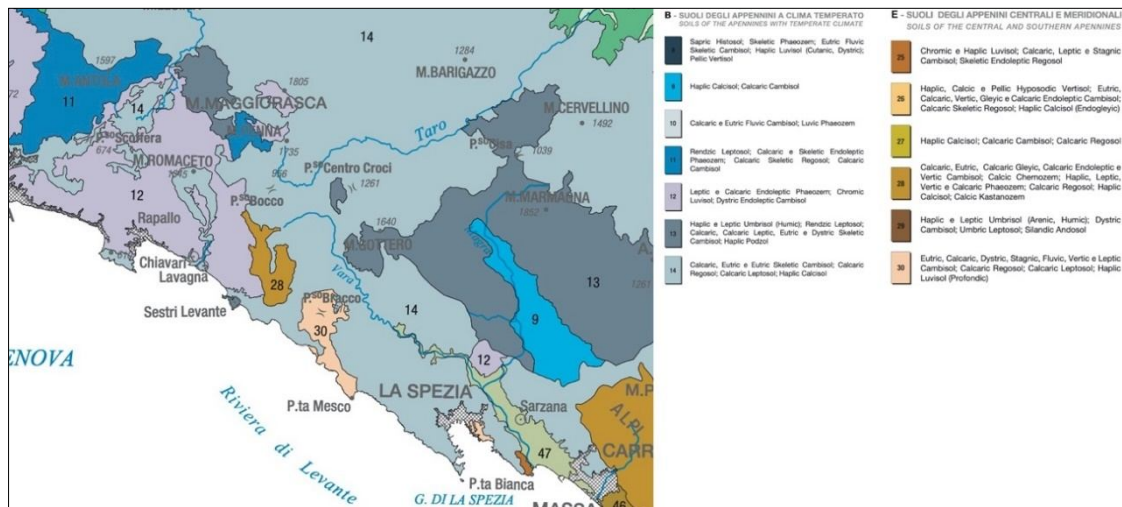 14
1597
11
14
72
1805
1284
M.BARIGAZZO
M.MAGGIORASCA
M.CERVELLINO
1492
Taro
P.so Scoffera
674
M.PENNA
1735
P.so Cisa
1039
M.ROMACETO
P.so Centro Croci
956
1261
12
M.MARMAGNA
1852
Rapallo
P.so Bocco
1640
M.GOTTERO
13
Chiavari
Lavagna
Vara
28
P.so Bracco
Sestri Levante
30
14
9
ENOVA
12
LA SPEZIA
M.P
ALPI
P.ta Mesco
Sarzana
CARR
Riviera di Levante
47
P.ta Bianca
G. DI LA SPEZIA
MASSA
46
B - SUOLI DEGLI APPENNINI A CLIMA TEMPERATO
SOILS OF THE APENNINES WITH TEMPERATE CLIMATE
Sapric Histosol; Skeletic Phaeozem; Eutric Fluvic
Skeletic Cambisol; Haplic Luvisol (Cutanic, Dystric);
Pellic Vertisol
9
Haplic Calcisol; Calcaric Cambisol
10
Calcaric e Eutric Fluvic Cambisol; Luvic Phaeozem
11
Rendzic Leptosol; Calcaric e Skeletic Endoleptic
Phaeozem; Calcaric Skeletic Regosol; Calcaric
Cambisol
12
Leptic e Calcaric Endoleptic Phaeozem; Chromic
Luvisol; Dystric Endoleptic Cambisol
13
Haplic e Leptic Umbrisol (Humic); Rendzic Leptosol;
Calcaric, Calcaric Leptic, Eutric e Dystric Skeletic
Cambisol; Haplic Podzol
14
Calcaric, Eutric e Eutric Skeletic Cambisol; Calcaric
Regosol; Calcaric Leptosol; Haplic Calcisol
E - SUOLI DEGLI APPENINI CENTRALI E MERIDIONALI
SOILS OF THE CENTRAL AND SOUTHERN APENNINES
25
Chromic e Haplic Luvisol; Calcaric, Leptic e Stagnic
Cambisol; Skeletic Endoleptic Regosol
26
Haplic, Calcic e Pellic Hyposodic Vertisol; Eutric,
Calcaric, Vertic, Gleyic e Calcaric Endoleptic Cambisol;
Calcaric Skeletic Regosol; Haplic Calcisol (Endogleyic)
27
Haplic Calcisol; Calcaric Cambisol; Calcaric Regosol
28
Calcaric, Eutric, Calcaric Gleyic, Calcaric Endoleptic e
Vertic Cambisol; Calcic Chernozem; Haplic, Leptic,
Vertic e Calcaric Phaeozem; Calcaric Regosol; Haplic
Calcisol; Calcic Kastanozem
29
Haplic e Leptic Umbrisol (Arenic, Humic); Dystric
Cambisol; Umbric Leptosol; Silandic Andosol
30
Eutric, Calcaric, Dystric, Stagnic, Fluvic, Vertic e Leptic
Cambisol; Calcaric Regosol; Calcaric Leptosol; Haplic
Luvisol (Profondic)